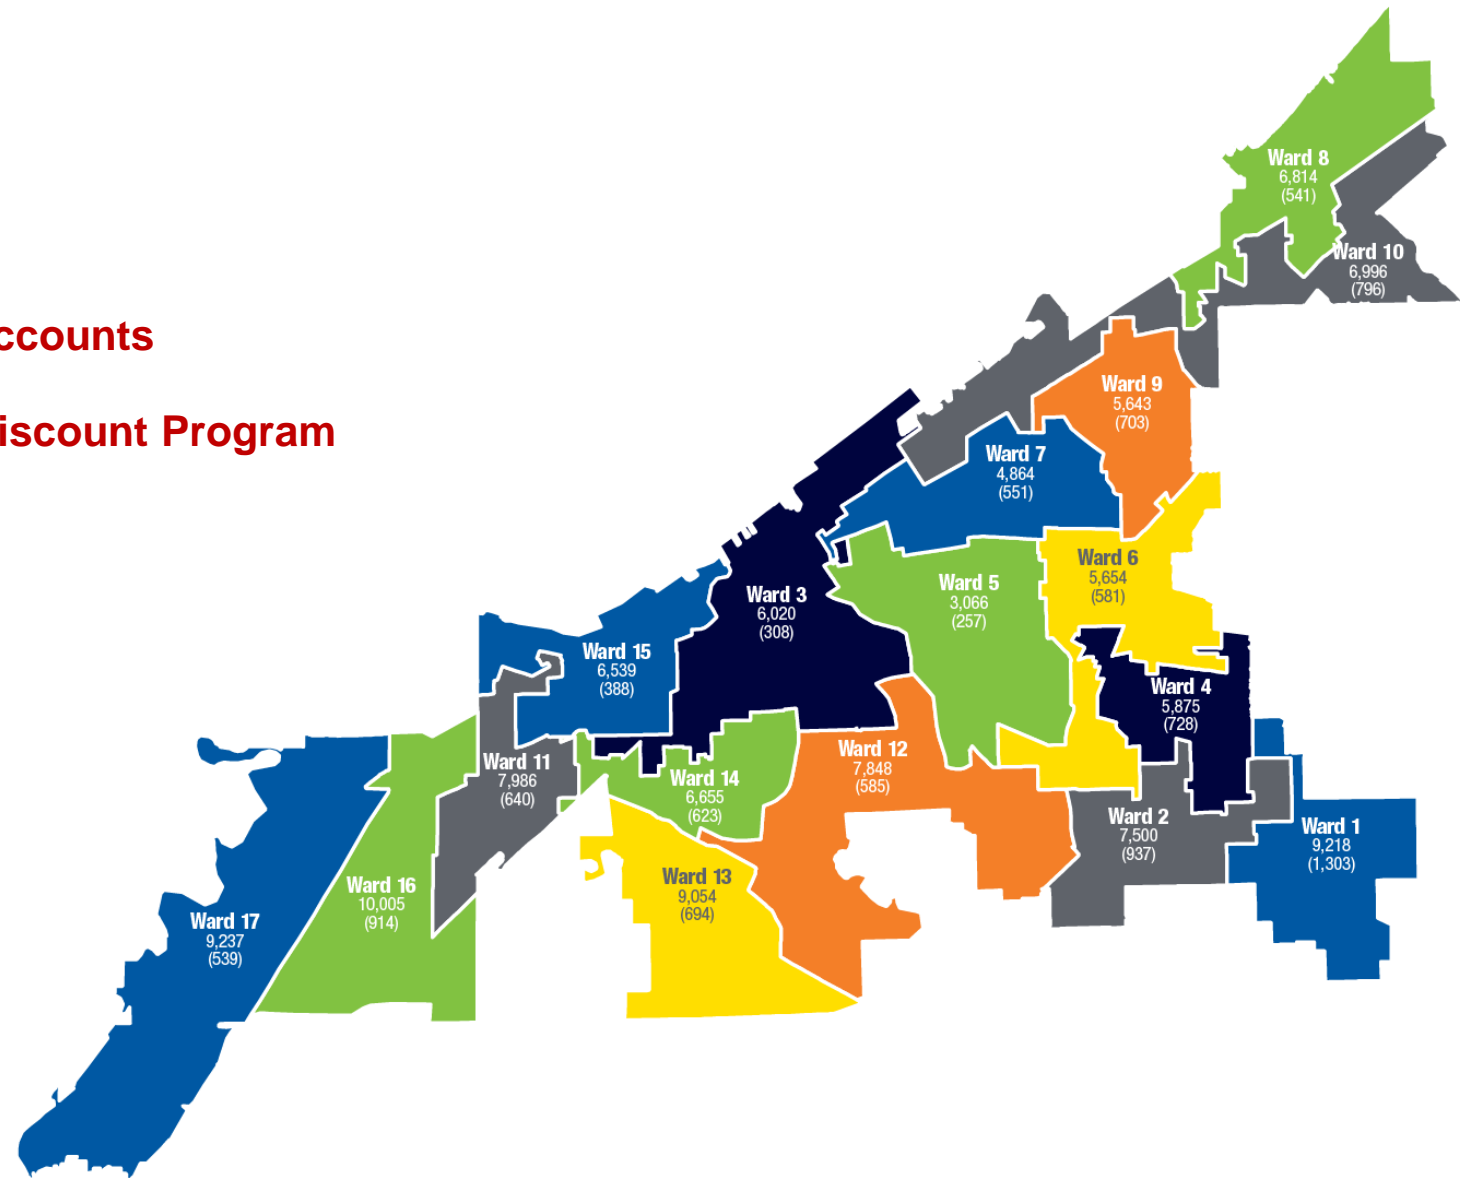 Ward 8
6,814
(541)
Ward 10
6,996
(796)
ccounts
iscount Program
Ward 9
5,643
(703)
Ward 7
4,864
(551)
Ward 6
5,654
(581)
Ward 5
3,066
(257)
Ward 3
6,020
(308)
Ward 15
6,539
(388)
Ward 4
5,875
(728)
Ward 12
7,848
(585)
Ward 11
7,986
(640)
Ward 14
6,655
(623)
Ward 2
7,500
(937)
Ward 1
9,218
(1,303)
Ward 13
9,054
(694)
Ward 16
10,005
(914)
Ward 17
9,237
(539)